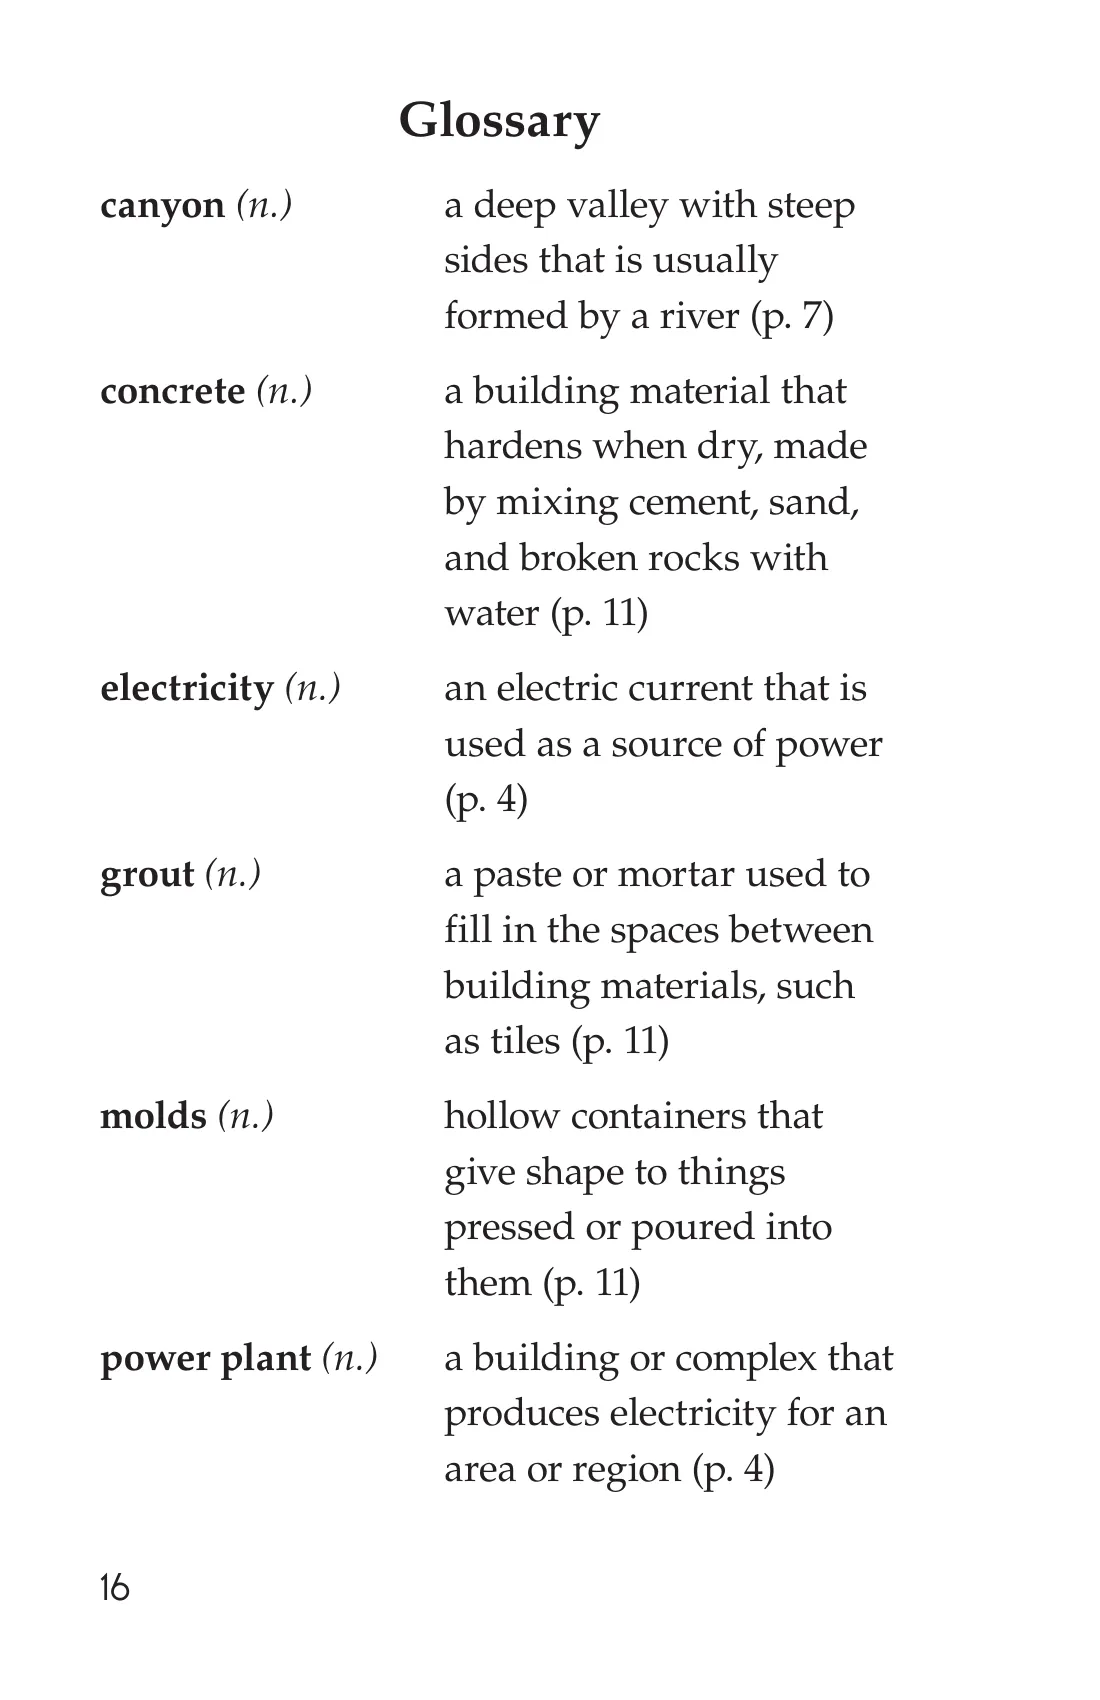 Glossary
canyon (n.) a deep valley with steep
sides that is usually
formed by a river (p. 7)
concrete (n.) a building material that
hardens when dry, made
by mixing cement, sand,
and broken rocks with
water (p. 11)
electricity (n.) an electric current that is
used as a source of power
(p. 4)
grout (n.) a paste or mortar used to
fill in the spaces between
building materials, such
as tiles (p. 11)
molds (n.) hollow containers that
give shape to things
pressed or poured into
them (p. 11)
power plant (n.) a building or complex that
produces electricity for an
area or region (p. 4)
16